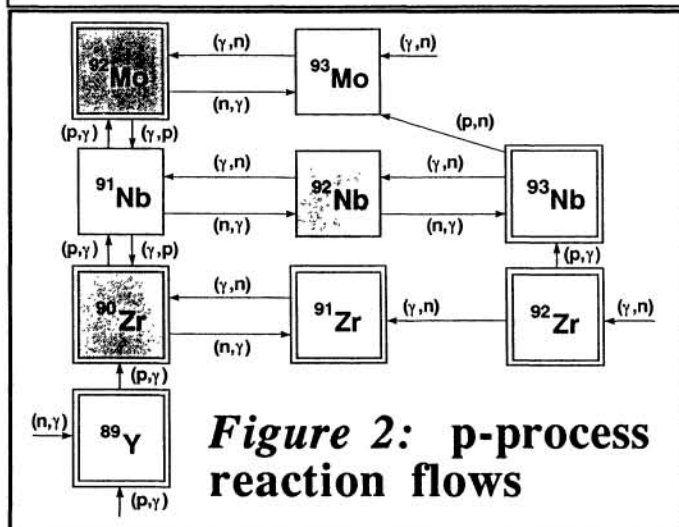 (γ,n) (γ,n)
92Mo 93Mo
(n,γ)
(p,γ) (γ,p) (p,n)
(γ,n) (γ,n)
91Nb 92Nb 93Nb
(n,γ) (n,γ)
(p,γ) (γ,p) (p,γ)
(γ,n)
90Zr 91Zr (γ,n) 92Zr (γ,n)
(n,γ)
(p,γ)
(n,γ) 89Y
Figure 2: p-process
reaction flows
(p,γ)